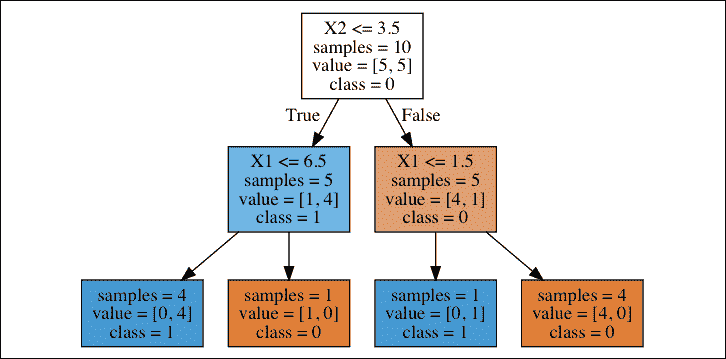 X2 <= 3.5
samples = 10
value = [5, 5]
class = 0
True
False
X1 <= 6.5
samples = 5
value = [1, 4]
class = 1
X1 <= 1.5
samples = 5
value = [4, 1]
class = 0
samples = 4
value = [0, 4]
class = 1
samples = 1
value = [1, 0]
class = 0
samples = 1
value = [0, 1]
class = 1
samples = 4
value = [4, 0]
class = 0